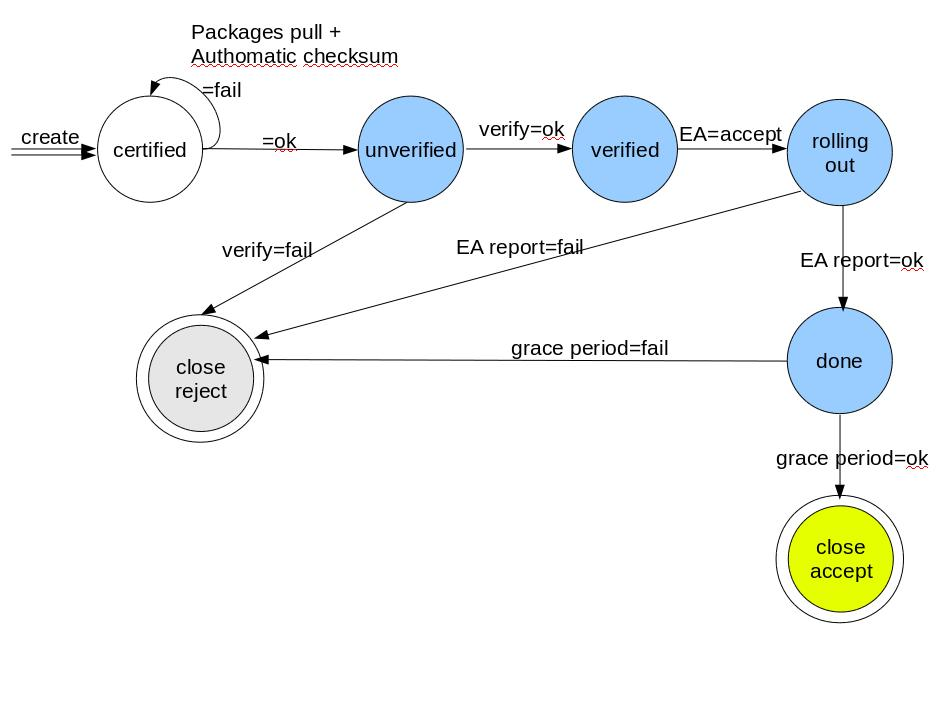 Packages pull +
Authomatic checksum
=fail
create
certified
=ok
unverified
verify=ok
verified
EA=accept
rolling
out
verify=fail
EA report=fail
EA report=ok
close
reject
grace period=fail
done
grace period=ok
close
accept